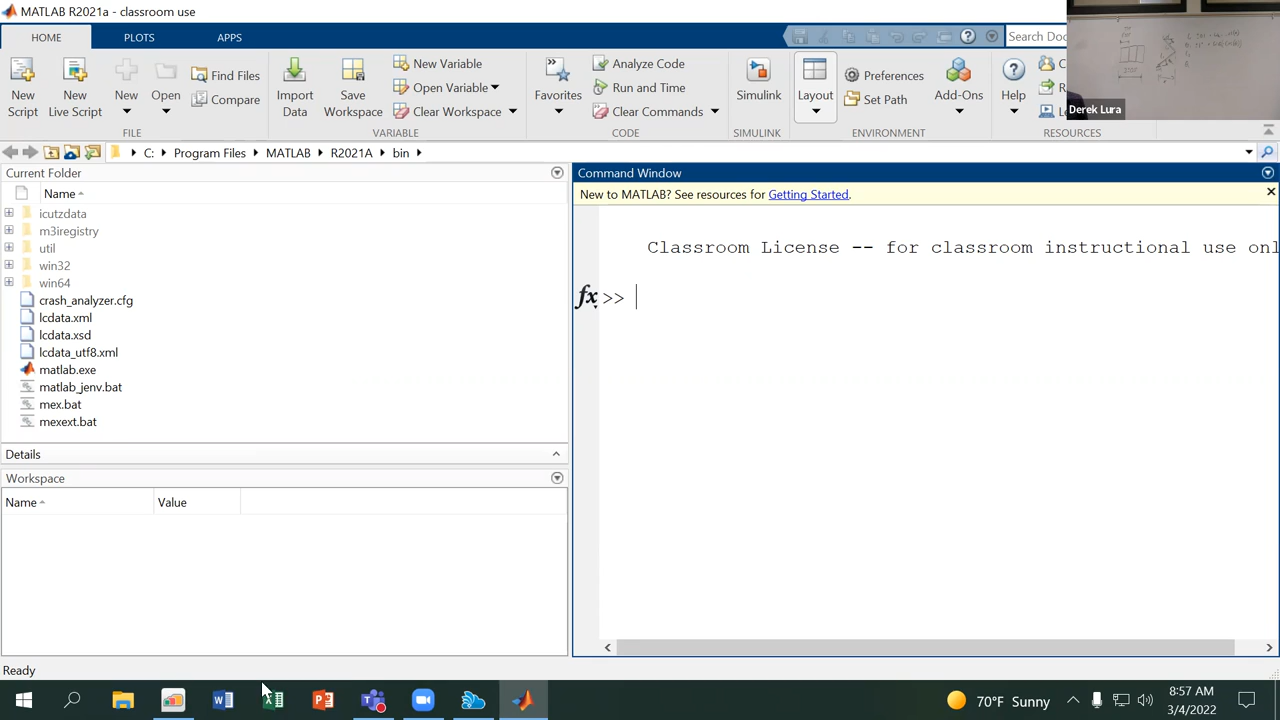 MATLAB R2021a - classroom use
HOME PLOTS APPS
Search Doc
New Script
New Live Script
New
Open
Find Files
Compare
Import Data
Save Workspa
New Variable
Open Variable
Clear Workspace
Favorites
Analyze Code
Run and Time
Clear Commands
Simulink
Layout
Preferences
Set Path
Add-Ons
Help
Derek Lura
FILE VARIABLE CODE SIMULINK ENVIRONMENT RESOURCES
C: Program Files MATLAB R2021A bin
Current Folder
Name
icutzdata
m3iregistry
util
win32
win64
crash_analyzer.cfg
lcdata.xml
lcdata.xsd
lcdata_utf8.xml
matlab.exe
matlab_jenv.bat
mex.bat
mexext.bat
Details
Workspace
Name Value
Command Window
New to MATLAB? See resources for Getting Started.
Classroom License -- for classroom instructional use onl
fx >>
Ready
70°F Sunny
8:57 AM
3/4/2022